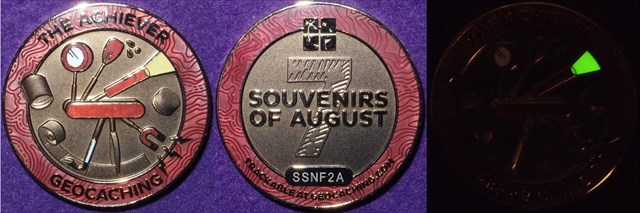 THE ACHIEVER
GEOCACHING
7
SOUVENIRS
OF AUGUST
SSNF2A
TRACKABLE AT GEOCACHING.COM